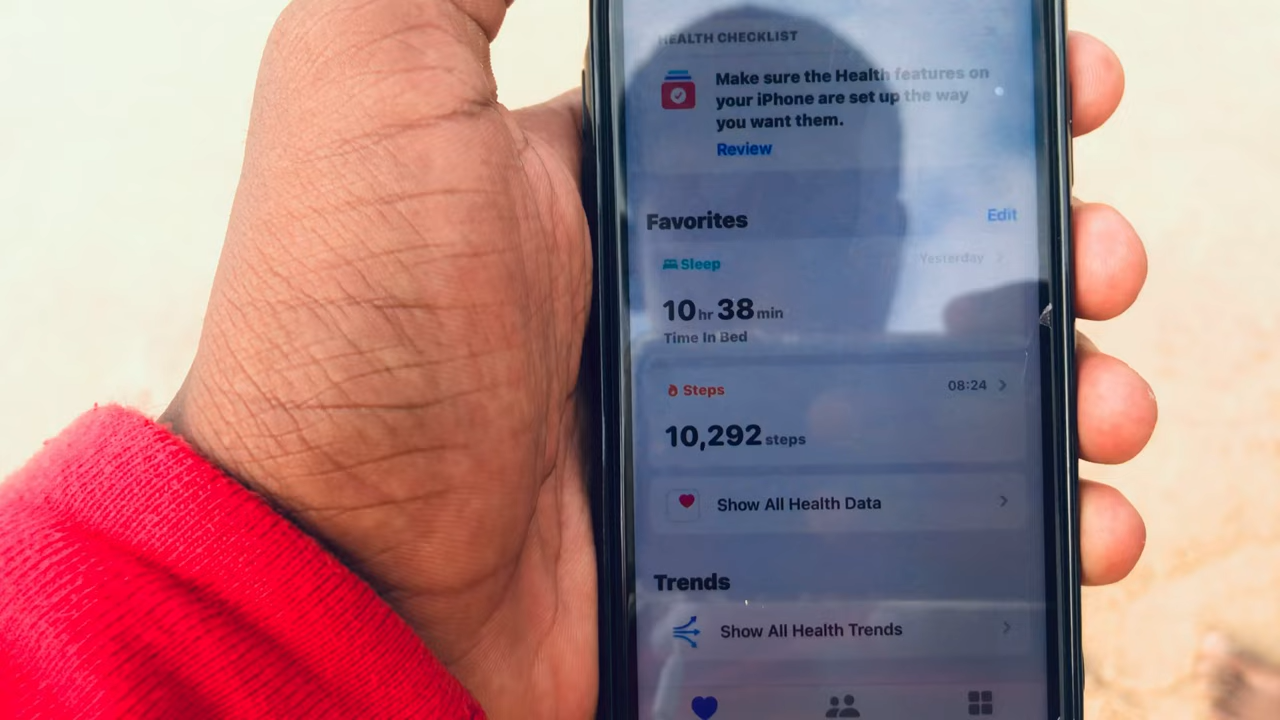 HEALTH CHECKLIST
Make sure the Health features on
your iPhone are set up the way
you want them.
Review
Favorites Edit
Sleep Yesterday
10 hr 38 min
Time In Bed
Steps 08:24
10,292 steps
Show All Health Data
Trends
Show All Health Trends